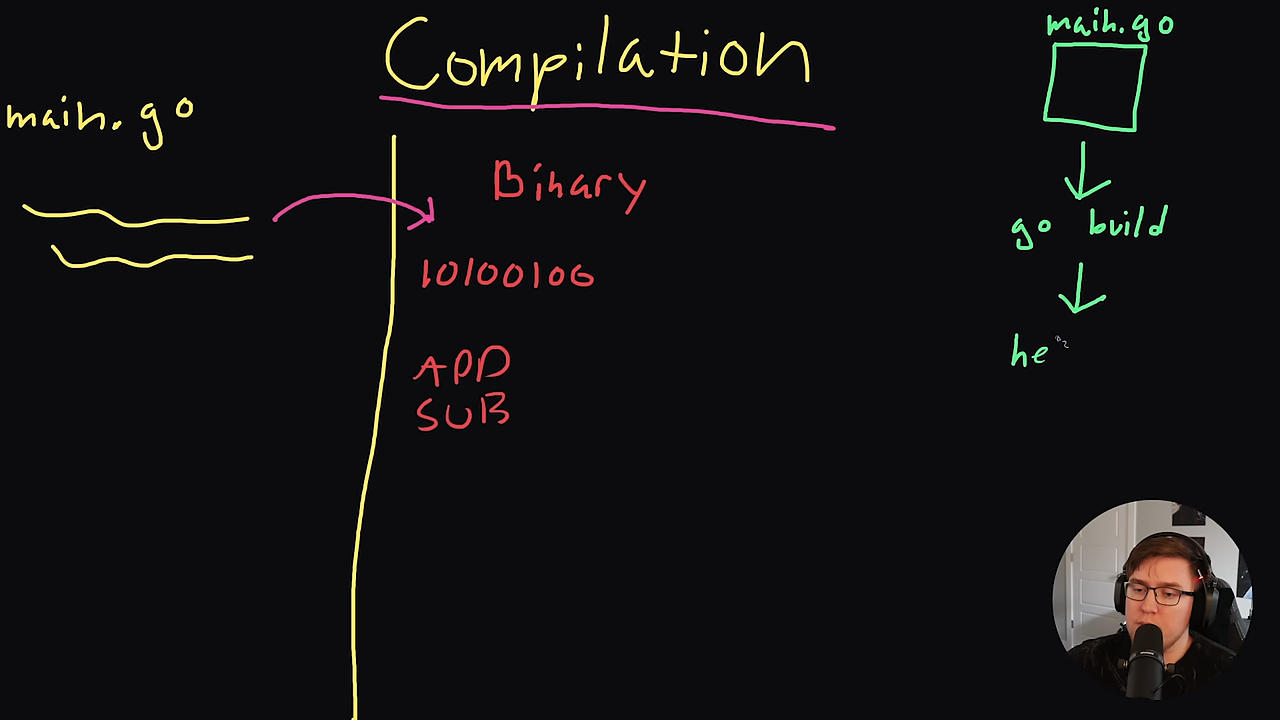 Compilation
main.go
Binary
10100100
ADD
SUB
main.go
go build
he